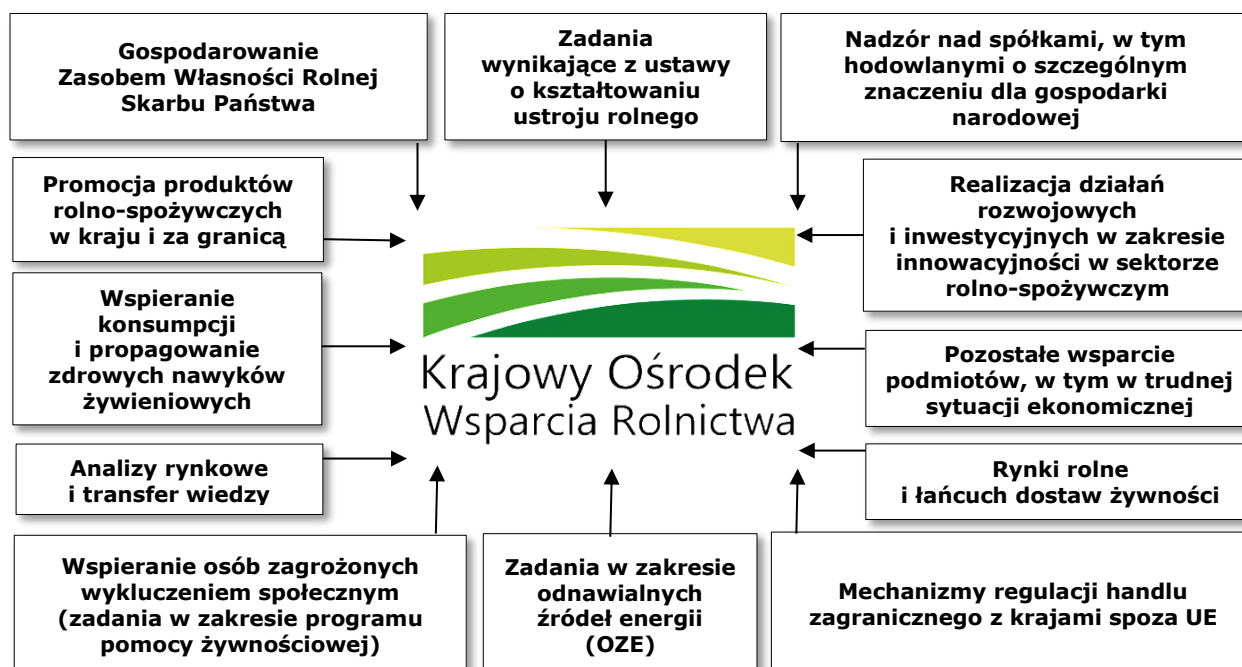 Gospodarowanie
Zasobem Własności Rolnej
Skarbu Państwa
Zadania
wynikające z ustawy
o kształtowaniu
ustroju rolnego
Nadzór nad spółkami, w tym
hodowlanymi o szczególnym
znaczeniu dla gospodarki
narodowej
Promocja produktów
rolno-spożywczych
w kraju i za granicą
Realizacja działań
rozwojowych
i inwestycyjnych w zakresie
innowacyjności w sektorze
rolno-spożywczym
Wspieranie
konsumpcji
i propagowanie
zdrowych nawyków
żywieniowych
Krajowy Ośrodek
Wsparcia Rolnictwa
Pozostałe wsparcie
podmiotów, w tym w trudnej
sytuacji ekonomicznej
Analizy rynkowe
i transfer wiedzy
Rynki rolne
i łańcuch dostaw żywności
Wspieranie osób zagrożonych
wykluczeniem społecznym
(zadania w zakresie programu
pomocy żywnościowej)
Zadania w zakresie
odnawialnych
źródeł energii
(OZE)
Mechanizmy regulacji handlu
zagranicznego z krajami spoza UE